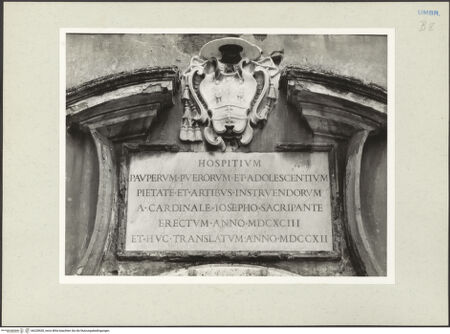 UMBR.
B 8
HOSPITIVM
PAVPERVM·PVERORVM·ET·ADOLESCENTIVM
PIETATE·ET·ARTIBVS·INSTRVENDORVM
A·CARDINALE·IOSEPHO·SACRIPANTE
ERECTVM·ANNO·MDCXCIII
ET·HVC·TRANSLATVM·ANNO·MDCCXII